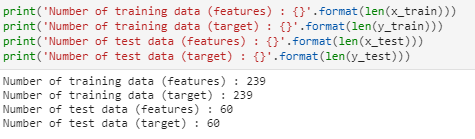 print('Number of training data (features) : {}'.format(len(x_train)))
print('Number of training data (target) : {}'.format(len(y_train)))
print('Number of test data (features) : {}'.format(len(x_test)))
print('Number of test data (target) : {}'.format(len(y_test)))
Number of training data (features) : 239
Number of training data (target) : 239
Number of test data (features) : 60
Number of test data (target) : 60